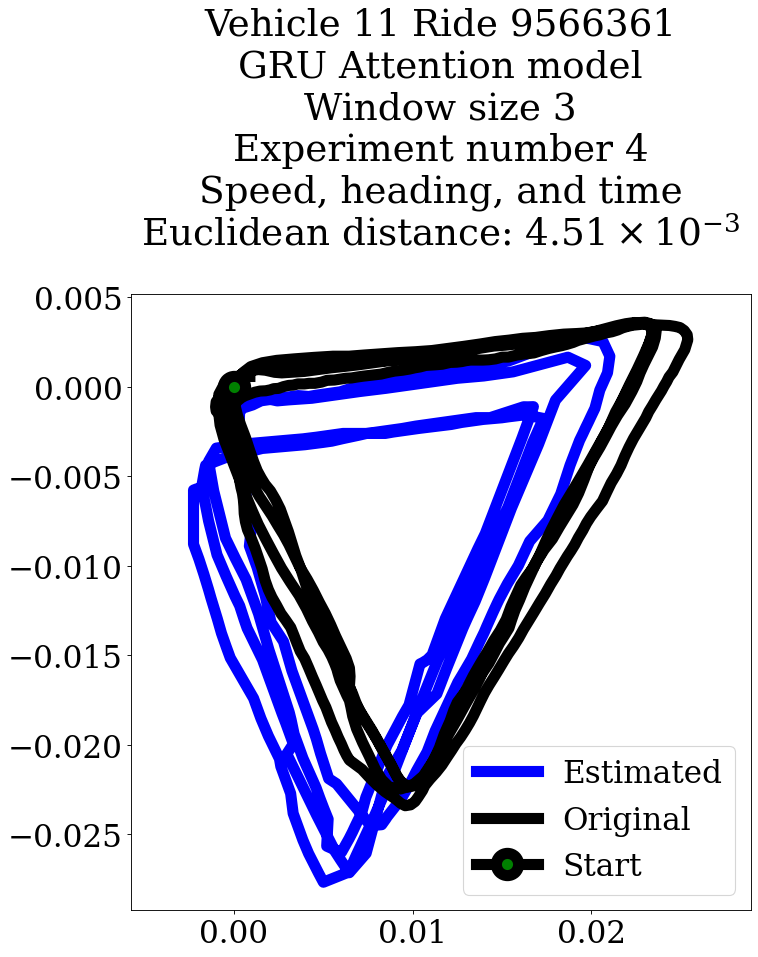 Vehicle 11 Ride 9566361
GRU Attention model
Window size 3
Experiment number 4
Speed, heading, and time
Euclidean distance: 4.51 × 10⁻³
0.005
0.000
−0.005
−0.010
−0.015
−0.020
−0.025
Estimated
Original
Start
0.00 0.01 0.02